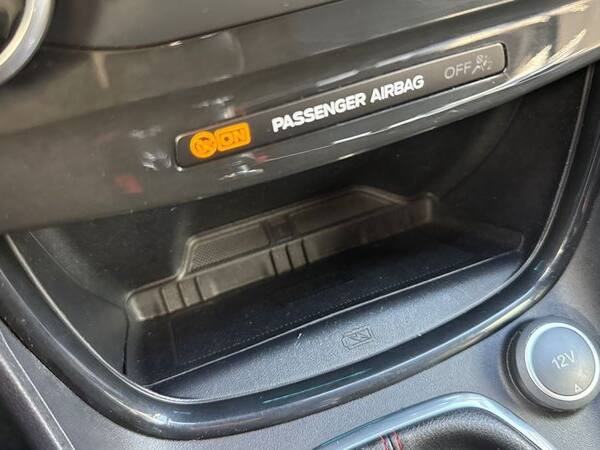 ON PASSENGER AIRBAG OFF
12V